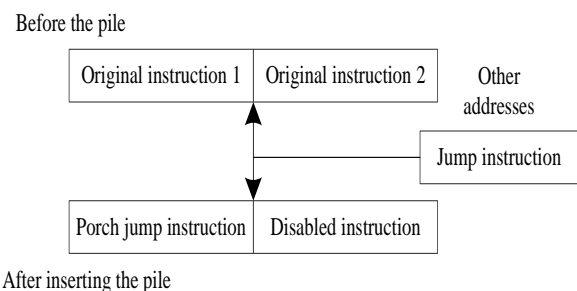 Before the pile
Original instruction 1
Original instruction 2
Other
addresses
Jump instruction
Porch jump instruction
Disabled instruction
After inserting the pile